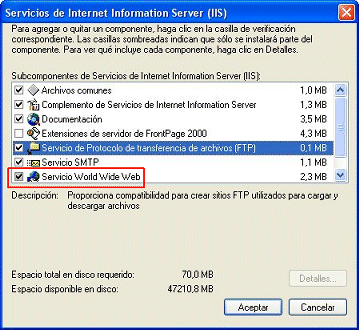 Servicios de Internet Information Server (IIS)
Para agregar o quitar un componente, haga clic en la casilla de verificación
correspondiente. Las casillas sombreadas indican que sólo se instalará parte del
componente. Para ver qué incluye cada componente, haga clic en Detalles.
Subcomponentes de Servicios de Internet Information Server (IIS):
Archivos comunes 1,0 MB
Complemento de Servicios de Internet Information Server 1,3 MB
Documentación 3,5 MB
Extensiones de servidor de FrontPage 2000 4,3 MB
Servicio de Protocolo de transferencia de archivos (FTP) 0,1 MB
Servicio SMTP 1,1 MB
Servicio World Wide Web 2,3 MB
Descripción: Proporciona compatibilidad para crear sitios FTP utilizados para cargar y
descargar archivos
Espacio total en disco requerido: 70,0 MB
Espacio disponible en disco: 47210,8 MB
Detalles...
Aceptar Cancelar